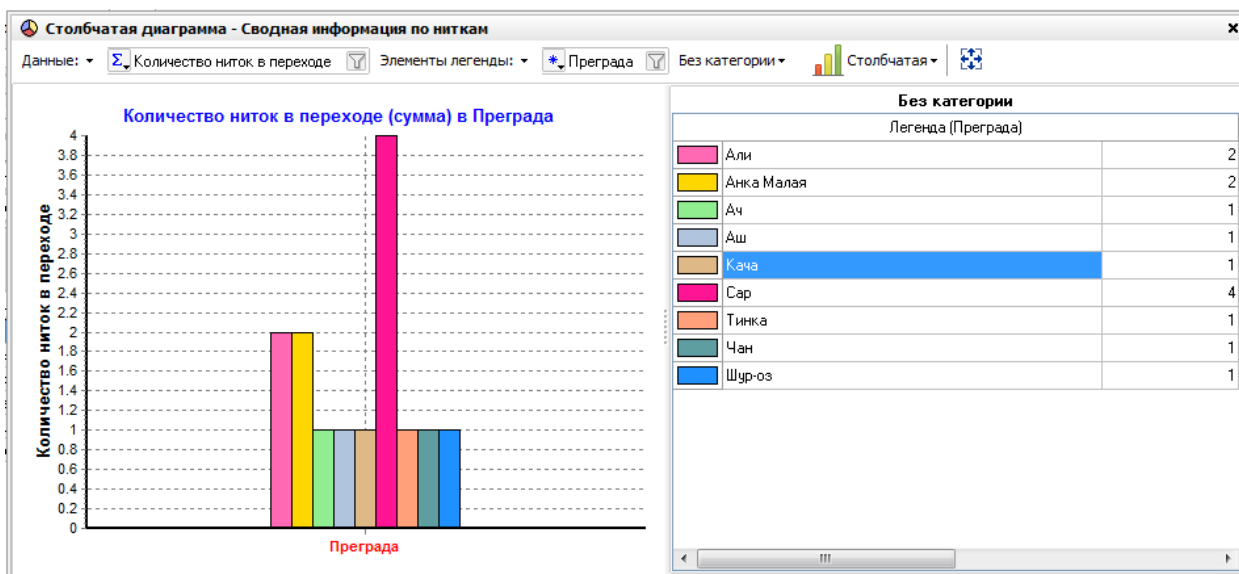 Столбчатая диаграмма - Сводная информация по ниткам
Данные: Σ Количество ниток в переходе Элементы легенды: * Преграда Без категории Столбчатая
Количество ниток в переходе (сумма) в Преграда
Количество ниток в переходе
4
3.8
3.6
3.4
3.2
3
2.8
2.6
2.4
2.2
2
1.8
1.6
1.4
1.2
1
0.8
0.6
0.4
0.2
0
Преграда
Без категории
Легенда (Преграда)
Али 2
Анка Малая 2
Ач 1
Аш 1
Кача 1
Сар 4
Тинка 1
Чан 1
Шур-оз 1